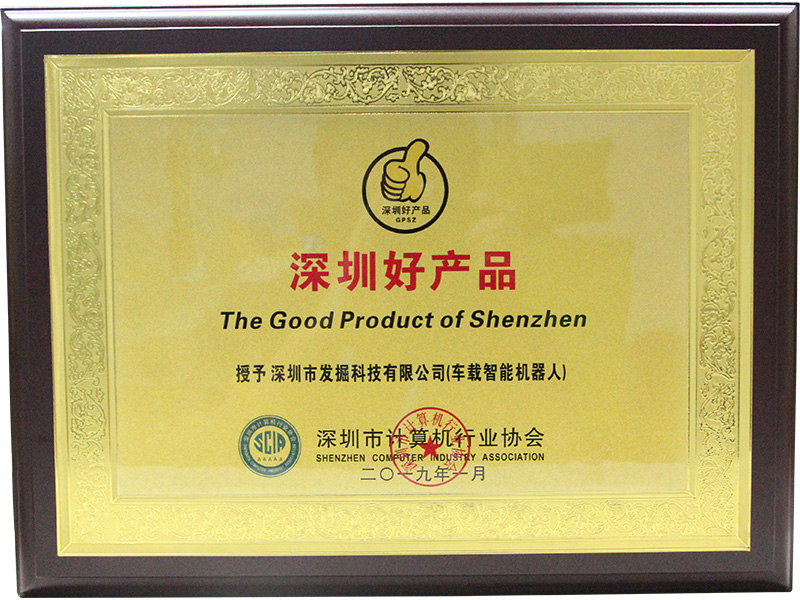 深圳好产品
GPSZ
深圳好产品
The Good Product of Shenzhen
授予 深圳市发掘科技有限公司(车载智能机器人)
SCIA
深圳市计算机行业协会
SHENZHEN COMPUTER INDUSTRY ASSOCIATION
二〇一九年一月